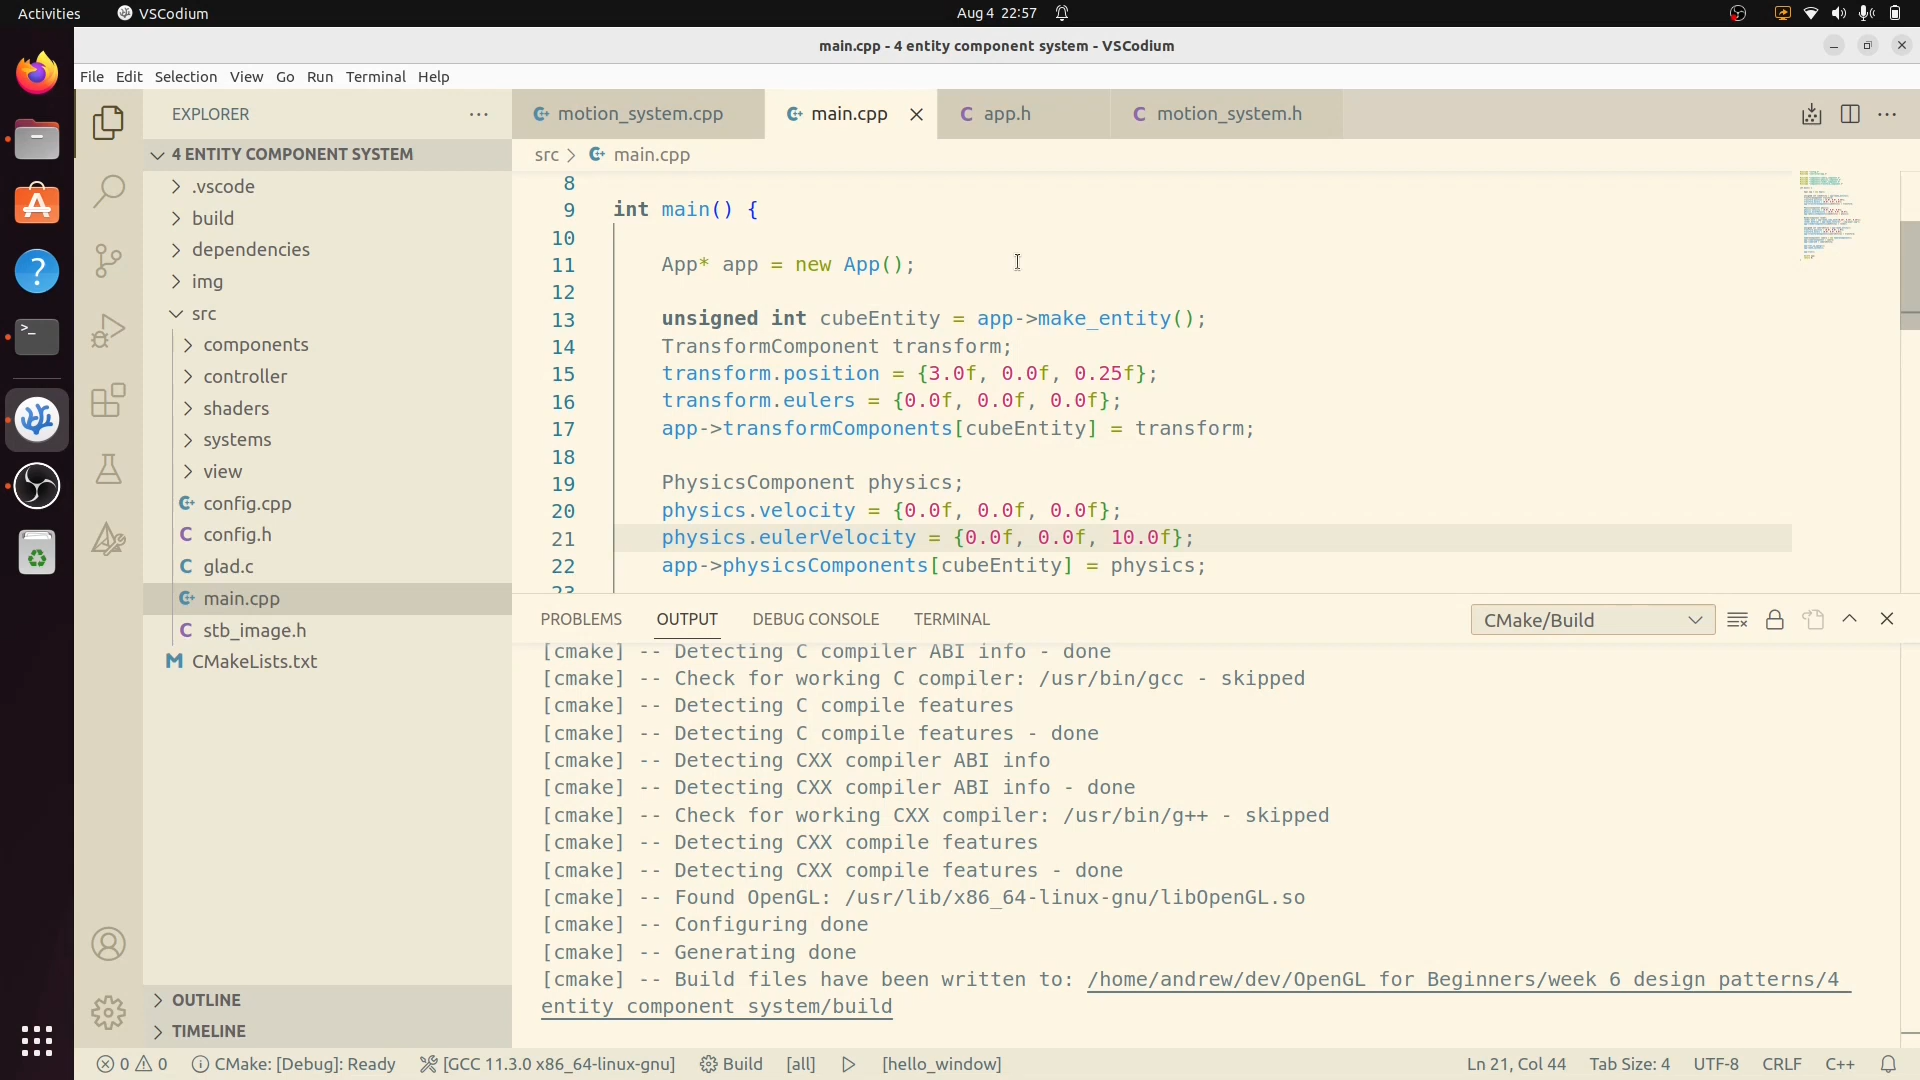 Activities
VSCodium
Aug 4 22:57
main.cpp - 4 entity component system - VSCodium
File Edit Selection View Go Run Terminal Help
EXPLORER
4 ENTITY COMPONENT SYSTEM
.vscode
build
dependencies
img
src
components
controller
shaders
systems
view
config.cpp
config.h
glad.c
main.cpp
stb_image.h
CMakeLists.txt
OUTLINE
TIMELINE
motion_system.cpp
main.cpp
app.h
motion_system.h
src > main.cpp
8
9 int main() {
10
11 App* app = new App();
12
13 unsigned int cubeEntity = app->make_entity();
14 TransformComponent transform;
15 transform.position = {3.0f, 0.0f, 0.25f};
16 transform.eulers = {0.0f, 0.0f, 0.0f};
17 app->transformComponents[cubeEntity] = transform;
18
19 PhysicsComponent physics;
20 physics.velocity = {0.0f, 0.0f, 0.0f};
21 physics.eulerVelocity = {0.0f, 0.0f, 10.0f};
22 app->physicsComponents[cubeEntity] = physics;
23
PROBLEMS OUTPUT DEBUG CONSOLE TERMINAL
CMake/Build
[cmake] -- Detecting C compiler ABI info - done
[cmake] -- Check for working C compiler: /usr/bin/gcc - skipped
[cmake] -- Detecting C compile features
[cmake] -- Detecting C compile features - done
[cmake] -- Detecting CXX compiler ABI info
[cmake] -- Detecting CXX compiler ABI info - done
[cmake] -- Check for working CXX compiler: /usr/bin/g++ - skipped
[cmake] -- Detecting CXX compile features
[cmake] -- Detecting CXX compile features - done
[cmake] -- Found OpenGL: /usr/lib/x86_64-linux-gnu/libOpenGL.so
[cmake] -- Configuring done
[cmake] -- Generating done
[cmake] -- Build files have been written to: /home/andrew/dev/OpenGL for Beginners/week 6 design patterns/4
entity component system/build
0 0 CMake: [Debug]: Ready [GCC 11.3.0 x86_64-linux-gnu] Build [all] [hello_window] Ln 21, Col 44 Tab Size: 4 UTF-8 CRLF C++